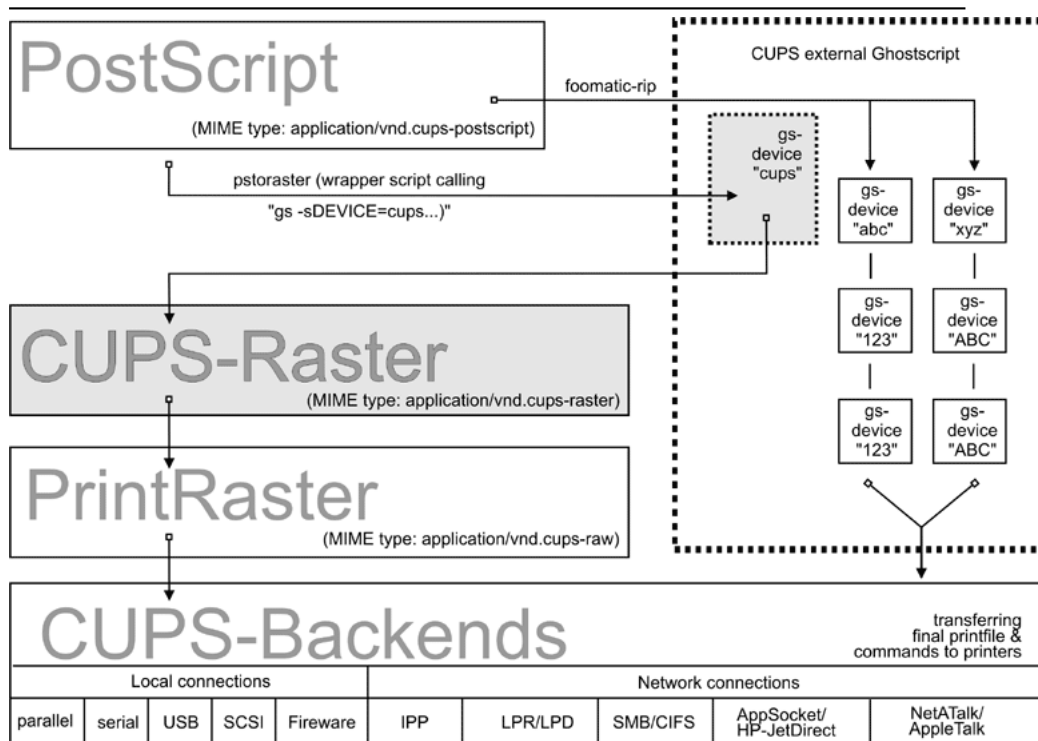 PostScript
(MIME type: application/vnd.cups-postscript)
foomatic-rip
CUPS external Ghostscript
gs-
device
"cups"
pstoraster (wrapper script calling
"gs -sDEVICE=cups...)"
gs-
device
"abc"
gs-
device
"xyz"
gs-
device
"123"
gs-
device
"ABC"
gs-
device
"123"
gs-
device
"ABC"
CUPS-Raster
(MIME type: application/vnd.cups-raster)
PrintRaster
(MIME type: application/vnd.cups-raw)
CUPS-Backends
transferring
final printfile &
commands to printers
Local connections
Network connections
parallel
serial
USB
SCSI
Fireware
IPP
LPR/LPD
SMB/CIFS
AppSocket/
HP-JetDirect
NetATalk/
AppleTalk